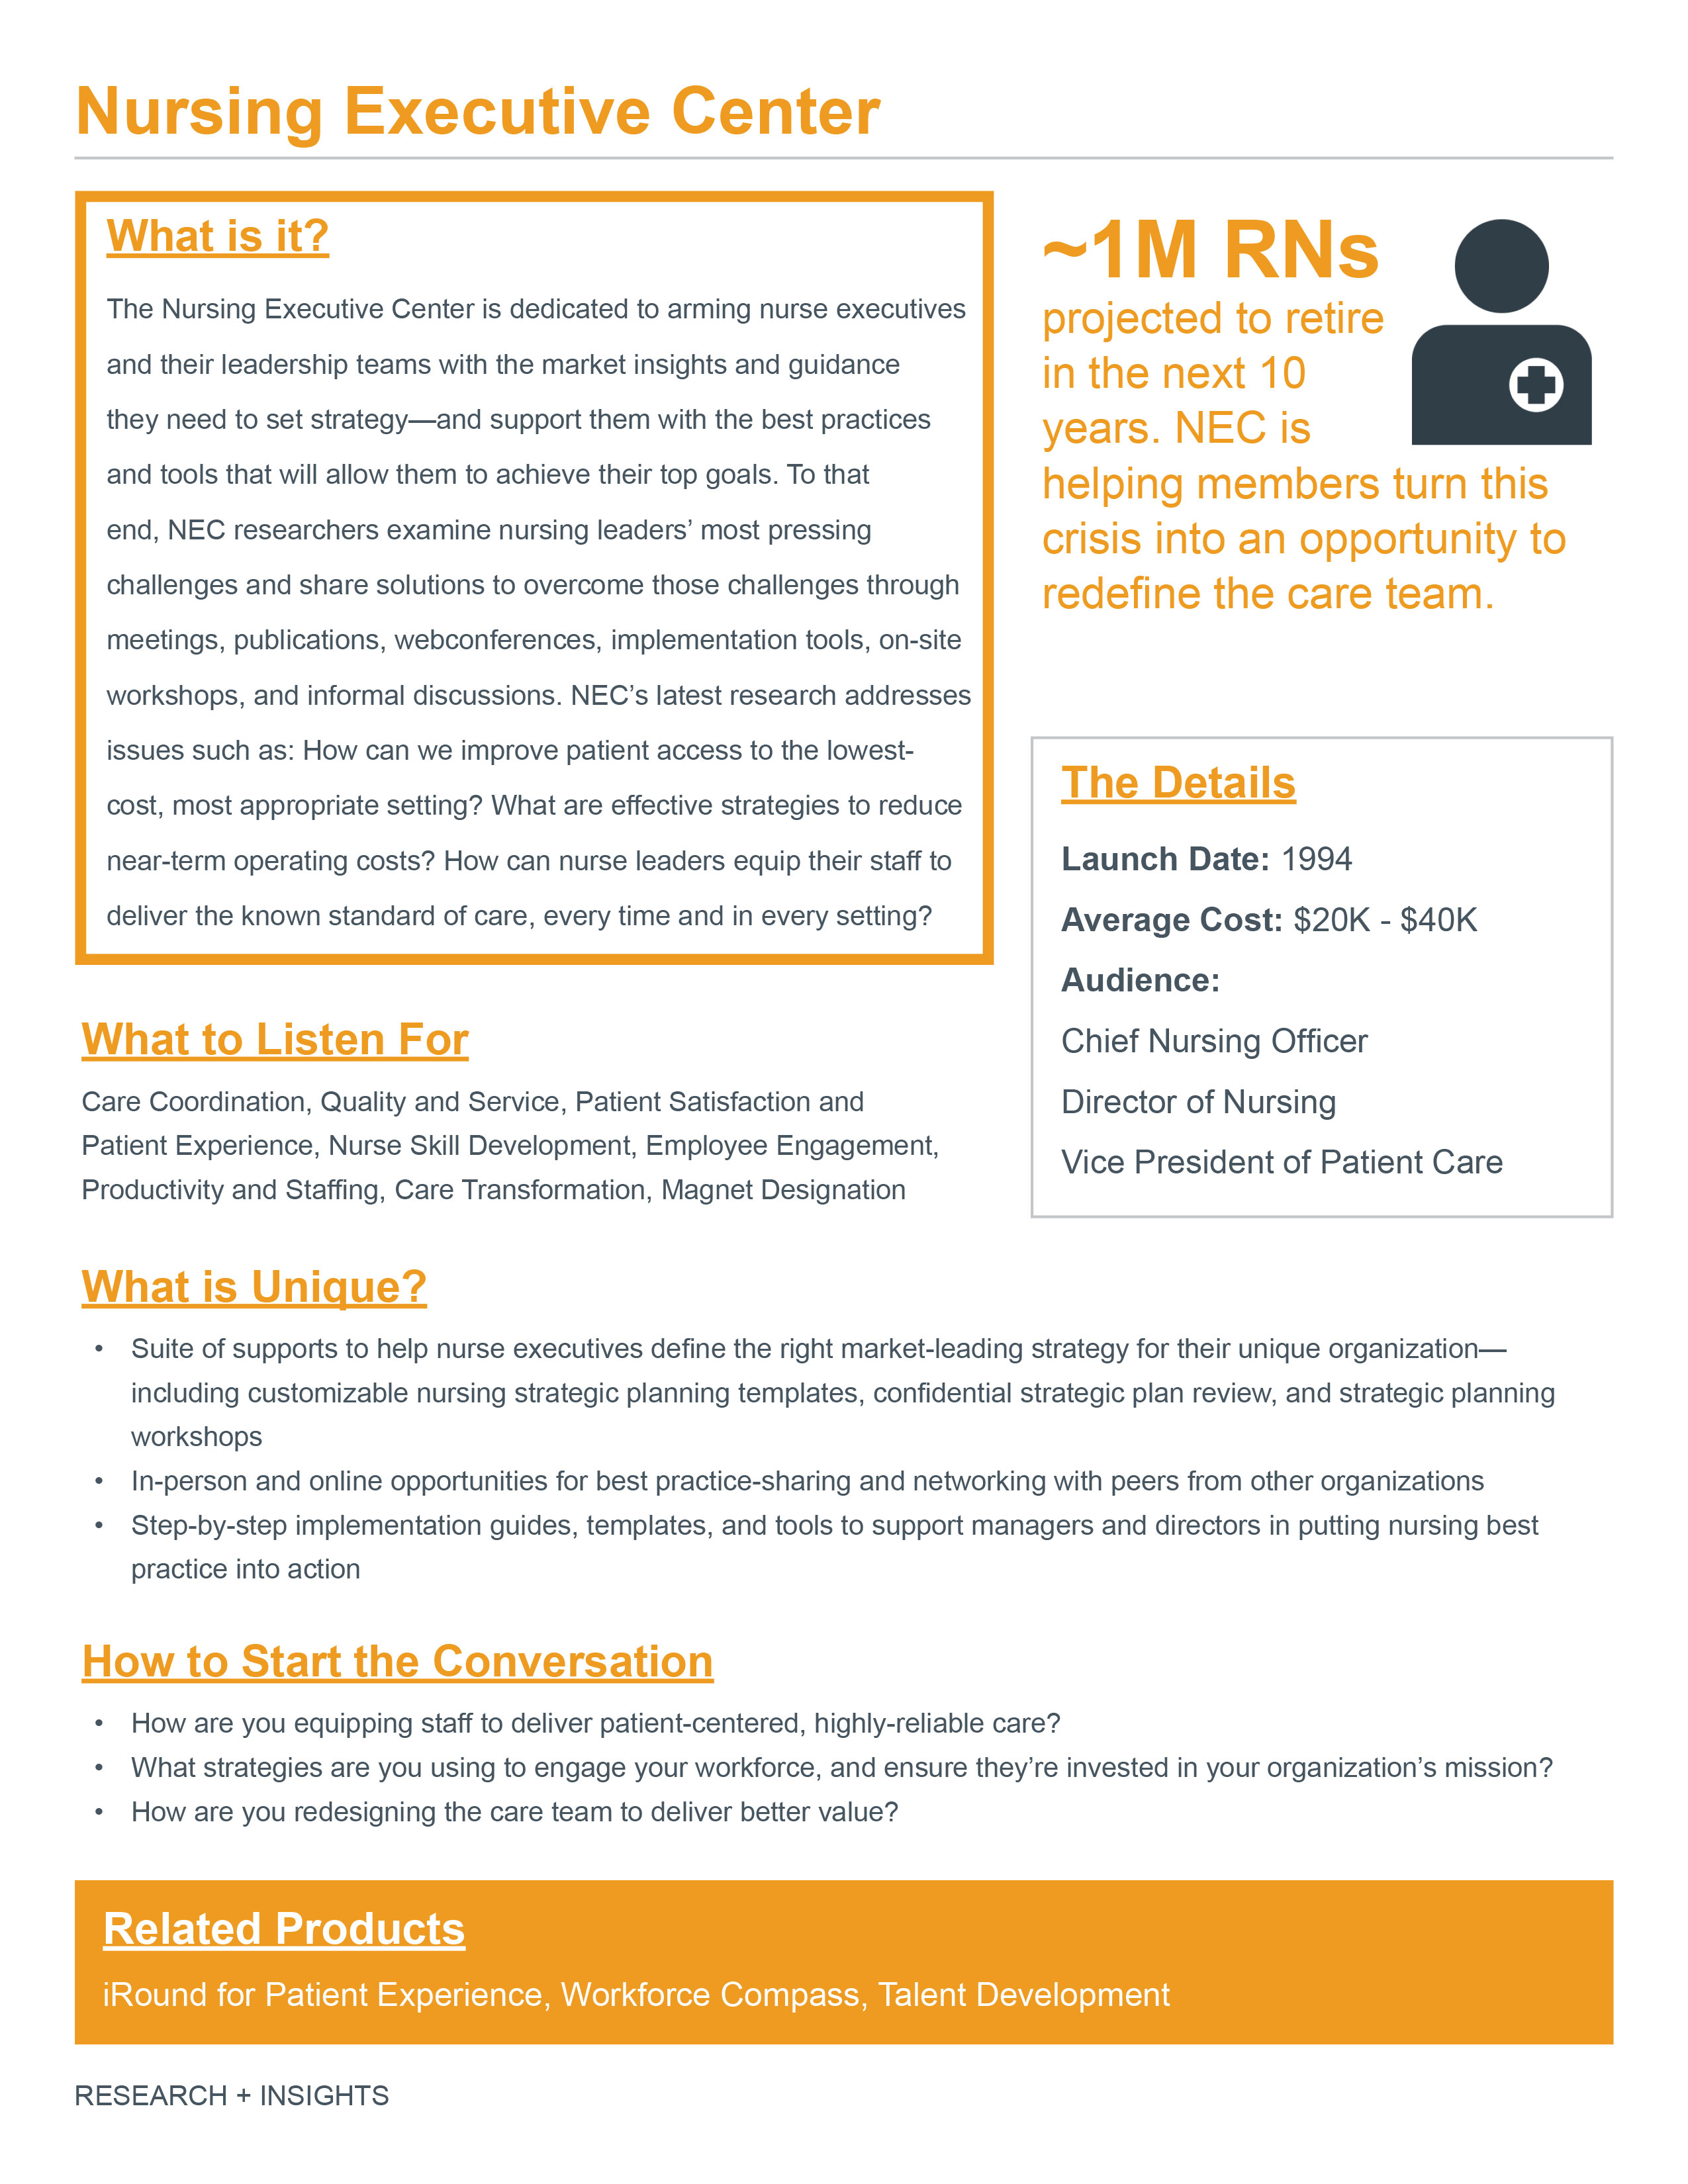 Nursing Executive Center
What is it?
The Nursing Executive Center is dedicated to arming nurse executives
and their leadership teams with the market insights and guidance
they need to set strategy—and support them with the best practices
and tools that will allow them to achieve their top goals. To that
end, NEC researchers examine nursing leaders’ most pressing
challenges and share solutions to overcome those challenges through
meetings, publications, webconferences, implementation tools, on-site
workshops, and informal discussions. NEC’s latest research addresses
issues such as: How can we improve patient access to the lowest-
cost, most appropriate setting? What are effective strategies to reduce
near-term operating costs? How can nurse leaders equip their staff to
deliver the known standard of care, every time and in every setting?
~1M RNs
projected to retire
in the next 10
years. NEC is
helping members turn this
crisis into an opportunity to
redefine the care team.
The Details
Launch Date: 1994
Average Cost: $20K - $40K
Audience:
Chief Nursing Officer
Director of Nursing
Vice President of Patient Care
What to Listen For
Care Coordination, Quality and Service, Patient Satisfaction and
Patient Experience, Nurse Skill Development, Employee Engagement,
Productivity and Staffing, Care Transformation, Magnet Designation
What is Unique?
• Suite of supports to help nurse executives define the right market-leading strategy for their unique organization—
including customizable nursing strategic planning templates, confidential strategic plan review, and strategic planning
workshops
• In-person and online opportunities for best practice-sharing and networking with peers from other organizations
• Step-by-step implementation guides, templates, and tools to support managers and directors in putting nursing best
practice into action
How to Start the Conversation
• How are you equipping staff to deliver patient-centered, highly-reliable care?
• What strategies are you using to engage your workforce, and ensure they’re invested in your organization’s mission?
• How are you redesigning the care team to deliver better value?
Related Products
iRound for Patient Experience, Workforce Compass, Talent Development
RESEARCH + INSIGHTS